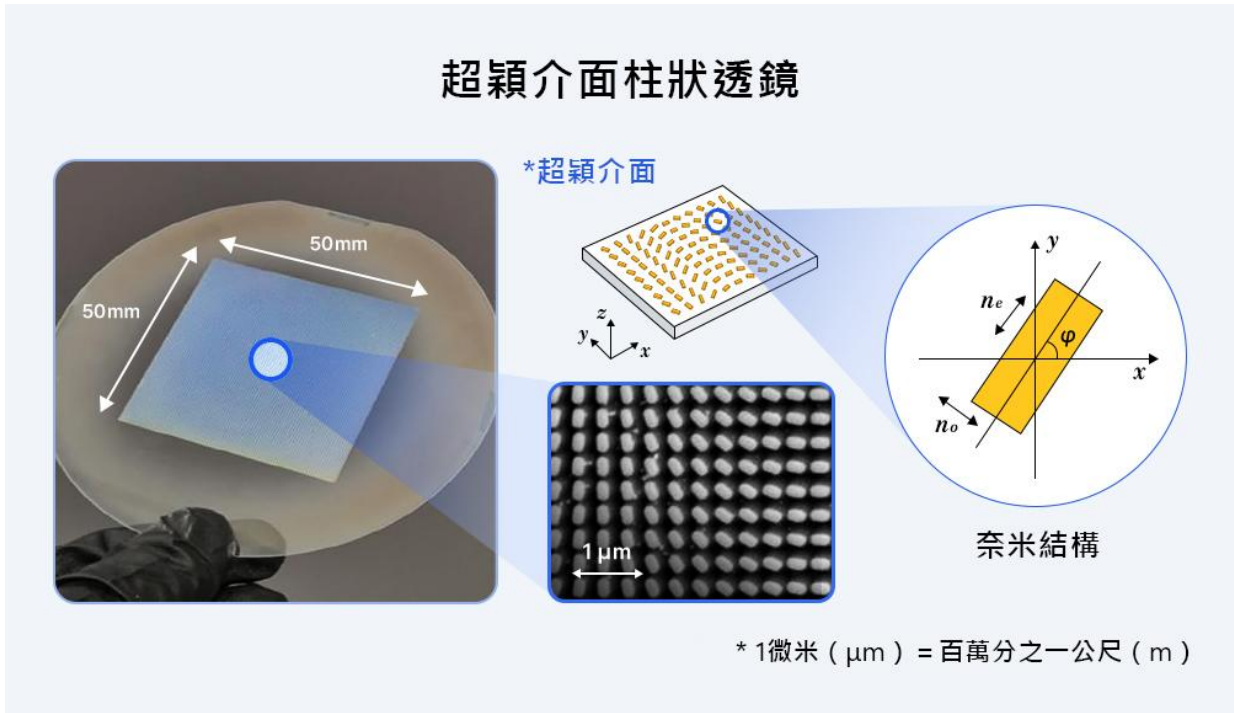 超穎介面柱狀透鏡
50mm
50mm
*超穎介面
z
y
x
1 μm
y
nₑ
φ
x
nₒ
奈米結構
* 1微米（μm）＝百萬分之一公尺（m）